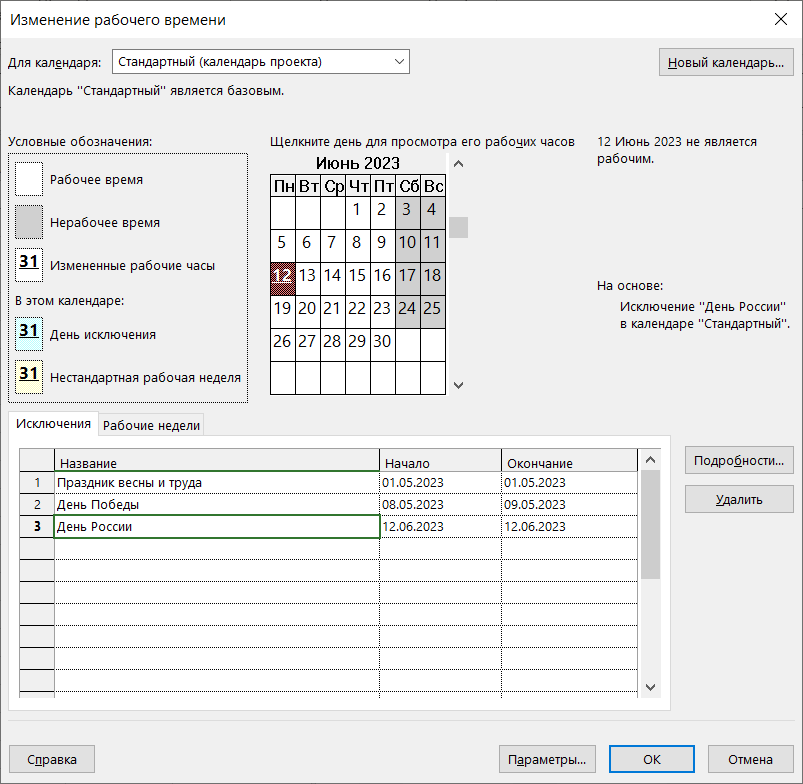 Изменение рабочего времени
Для календаря: Стандартный (календарь проекта) Новый календарь...
Календарь "Стандартный" является базовым.
Условные обозначения:
Рабочее время
Нерабочее время
31 Измененные рабочие часы
В этом календаре:
31 День исключения
31 Нестандартная рабочая неделя
Щелкните день для просмотра его рабочих часов
Июнь 2023
Пн Вт Ср Чт Пт Сб Вс
1 2 3 4
5 6 7 8 9 10 11
12 13 14 15 16 17 18
19 20 21 22 23 24 25
26 27 28 29 30
12 Июнь 2023 не является
рабочим.
На основе:
Исключение "День России"
в календаре "Стандартный".
Исключения Рабочие недели
Название Начало Окончание
1 Праздник весны и труда 01.05.2023 01.05.2023
2 День Победы 08.05.2023 09.05.2023
3 День России 12.06.2023 12.06.2023
Подробности...
Удалить
Справка Параметры... ОК Отмена